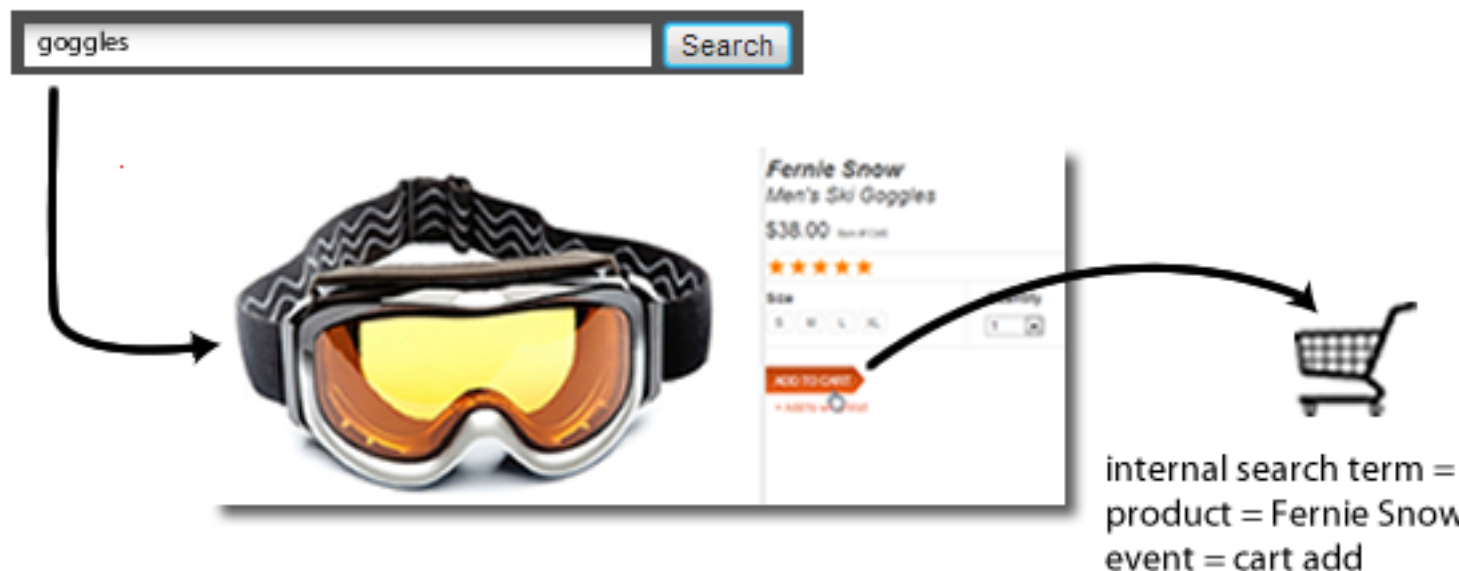 goggles
Search
Fernie Snow
Men's Ski Goggles
$38.00
Size
S M L XL
1
ADD TO CART
internal search term =
product = Fernie Snow
event = cart add